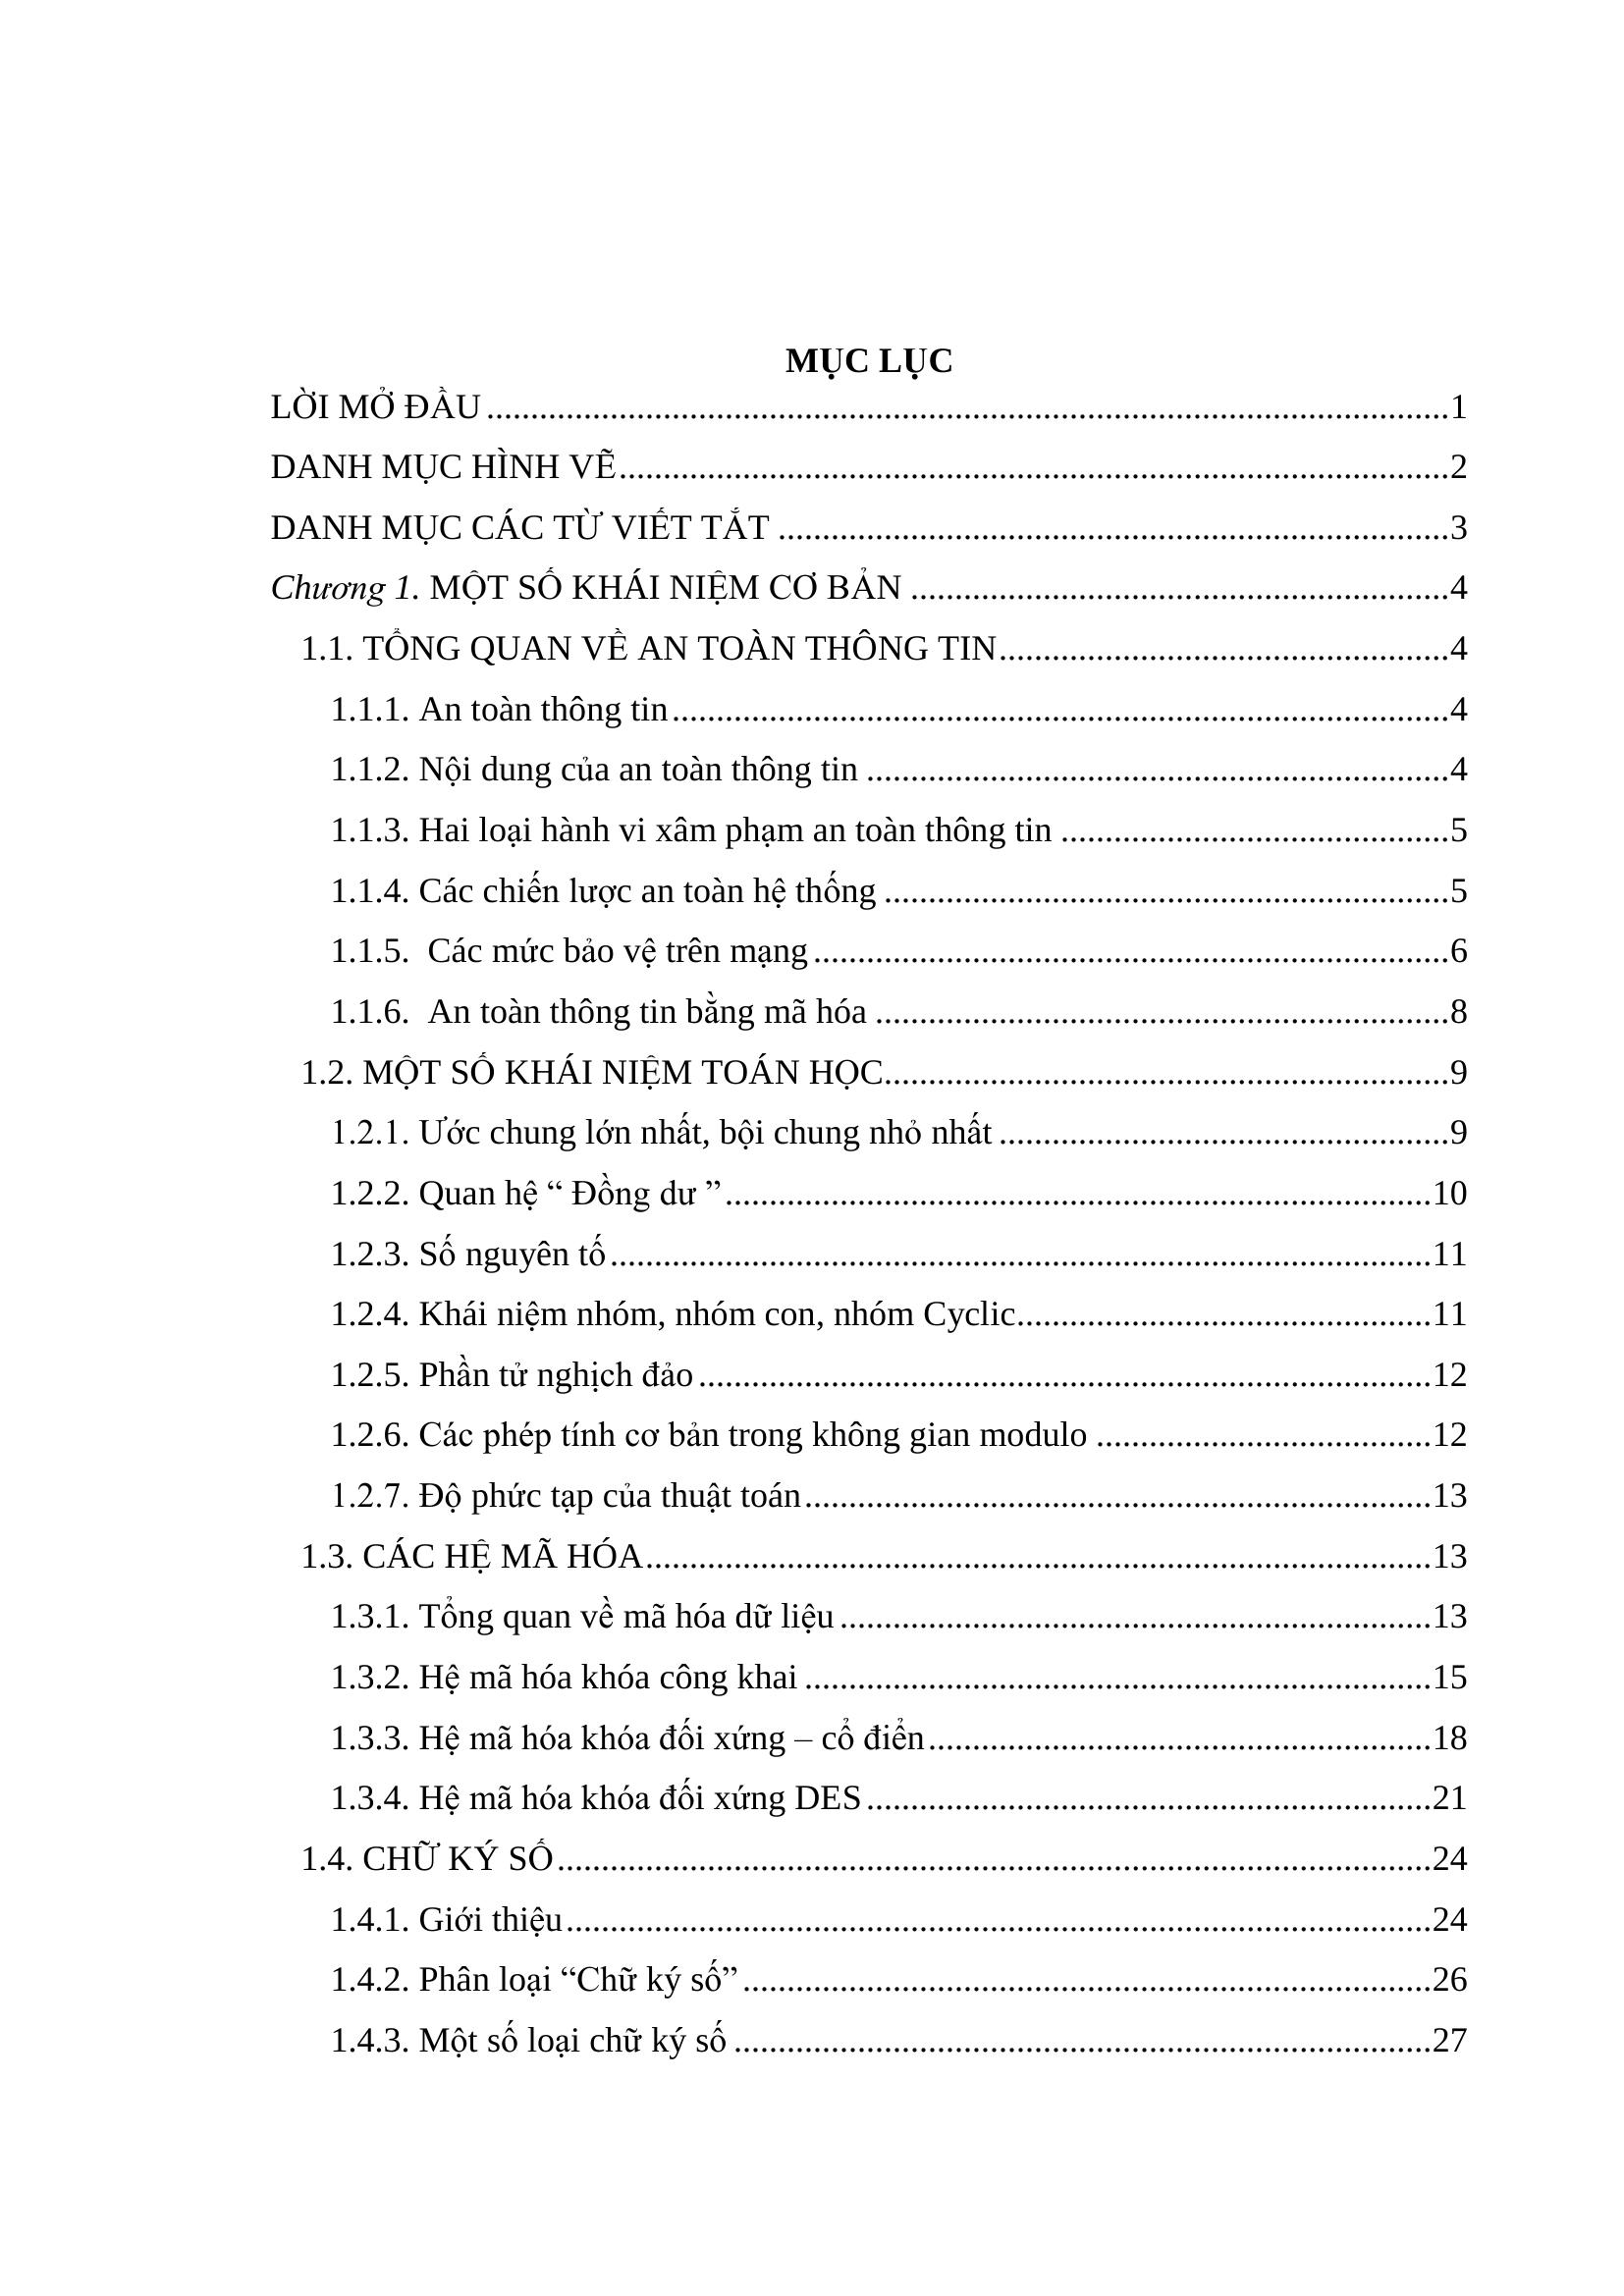 MỤC LỤC
LỜI MỞ ĐẦU ........ 1
DANH MỤC HÌNH VẼ ........ 2
DANH MỤC CÁC TỪ VIẾT TẮT ........ 3
Chương 1. MỘT SỐ KHÁI NIỆM CƠ BẢN ........ 4
1.1. TỔNG QUAN VỀ AN TOÀN THÔNG TIN ........ 4
1.1.1. An toàn thông tin ........ 4
1.1.2. Nội dung của an toàn thông tin ........ 4
1.1.3. Hai loại hành vi xâm phạm an toàn thông tin ........ 5
1.1.4. Các chiến lược an toàn hệ thống ........ 5
1.1.5. Các mức bảo vệ trên mạng ........ 6
1.1.6. An toàn thông tin bằng mã hóa ........ 8
1.2. MỘT SỐ KHÁI NIỆM TOÁN HỌC ........ 9
1.2.1. Ước chung lớn nhất, bội chung nhỏ nhất ........ 9
1.2.2. Quan hệ “ Đồng dư ” ........ 10
1.2.3. Số nguyên tố ........ 11
1.2.4. Khái niệm nhóm, nhóm con, nhóm Cyclic ........ 11
1.2.5. Phần tử nghịch đảo ........ 12
1.2.6. Các phép tính cơ bản trong không gian modulo ........ 12
1.2.7. Độ phức tạp của thuật toán ........ 13
1.3. CÁC HỆ MÃ HÓA ........ 13
1.3.1. Tổng quan về mã hóa dữ liệu ........ 13
1.3.2. Hệ mã hóa khóa công khai ........ 15
1.3.3. Hệ mã hóa khóa đối xứng – cổ điển ........ 18
1.3.4. Hệ mã hóa khóa đối xứng DES ........ 21
1.4. CHỮ KÝ SỐ ........ 24
1.4.1. Giới thiệu ........ 24
1.4.2. Phân loại “Chữ ký số” ........ 26
1.4.3. Một số loại chữ ký số ........ 27